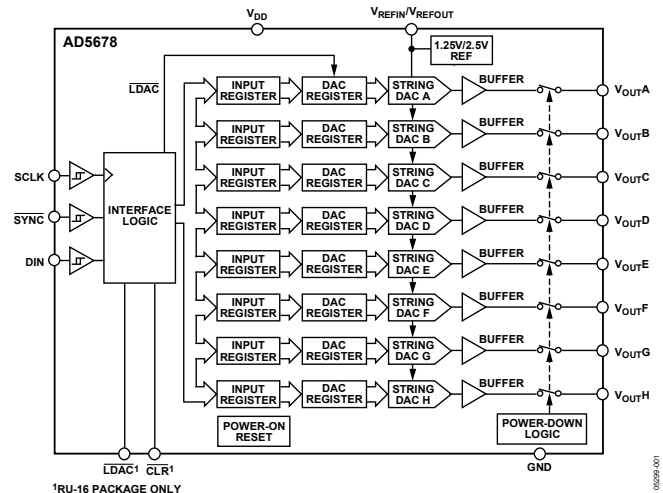 V_DD
V_REFIN/V_REFOUT
AD5678
1.25V/2.5V
REF
LDAC
INPUT
REGISTER
DAC
REGISTER
STRING
DAC A
BUFFER
V_OUTA
INPUT
REGISTER
DAC
REGISTER
STRING
DAC B
BUFFER
V_OUTB
INPUT
REGISTER
DAC
REGISTER
STRING
DAC C
BUFFER
V_OUTC
SCLK
SYNC
DIN
INTERFACE
LOGIC
INPUT
REGISTER
DAC
REGISTER
STRING
DAC D
BUFFER
V_OUTD
INPUT
REGISTER
DAC
REGISTER
STRING
DAC E
BUFFER
V_OUTE
INPUT
REGISTER
DAC
REGISTER
STRING
DAC F
BUFFER
V_OUTF
INPUT
REGISTER
DAC
REGISTER
STRING
DAC G
BUFFER
V_OUTG
INPUT
REGISTER
DAC
REGISTER
STRING
DAC H
BUFFER
V_OUTH
POWER-ON
RESET
POWER-DOWN
LOGIC
LDAC¹
CLR¹
GND
¹RU-16 PACKAGE ONLY
05299-001